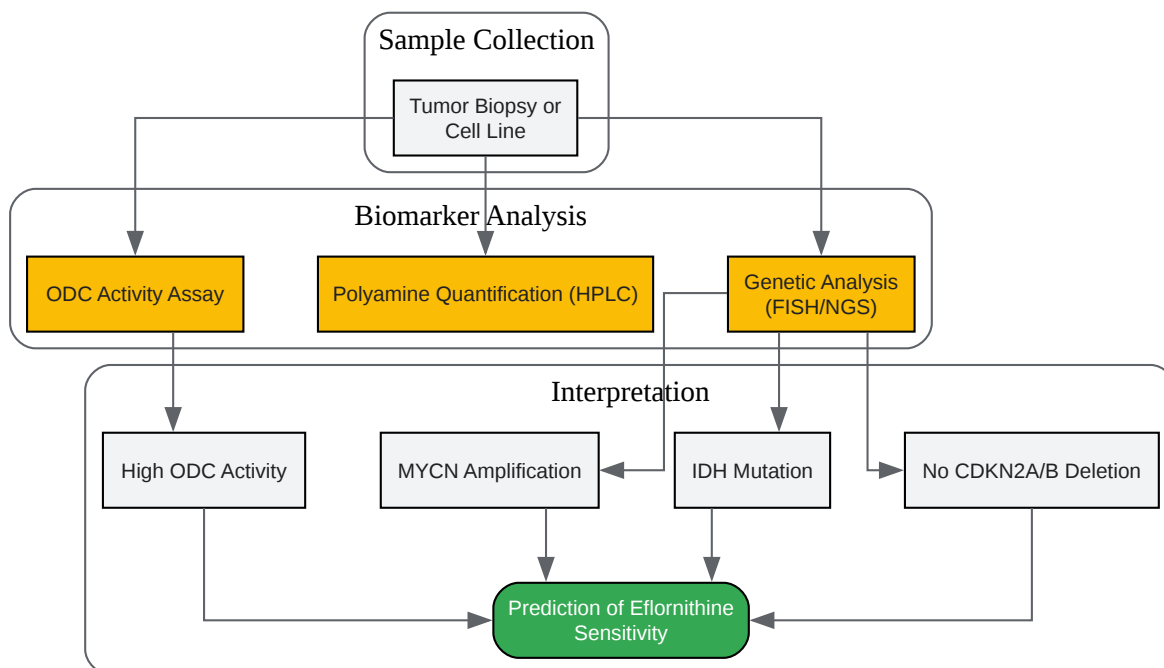 Sample Collection
Tumor Biopsy or
Cell Line
Biomarker Analysis
ODC Activity Assay
Polyamine Quantification (HPLC)
Genetic Analysis
(FISH/NGS)
Interpretation
High ODC Activity
MYCN Amplification
IDH Mutation
No CDKN2A/B Deletion
Prediction of Eflornithine
Sensitivity